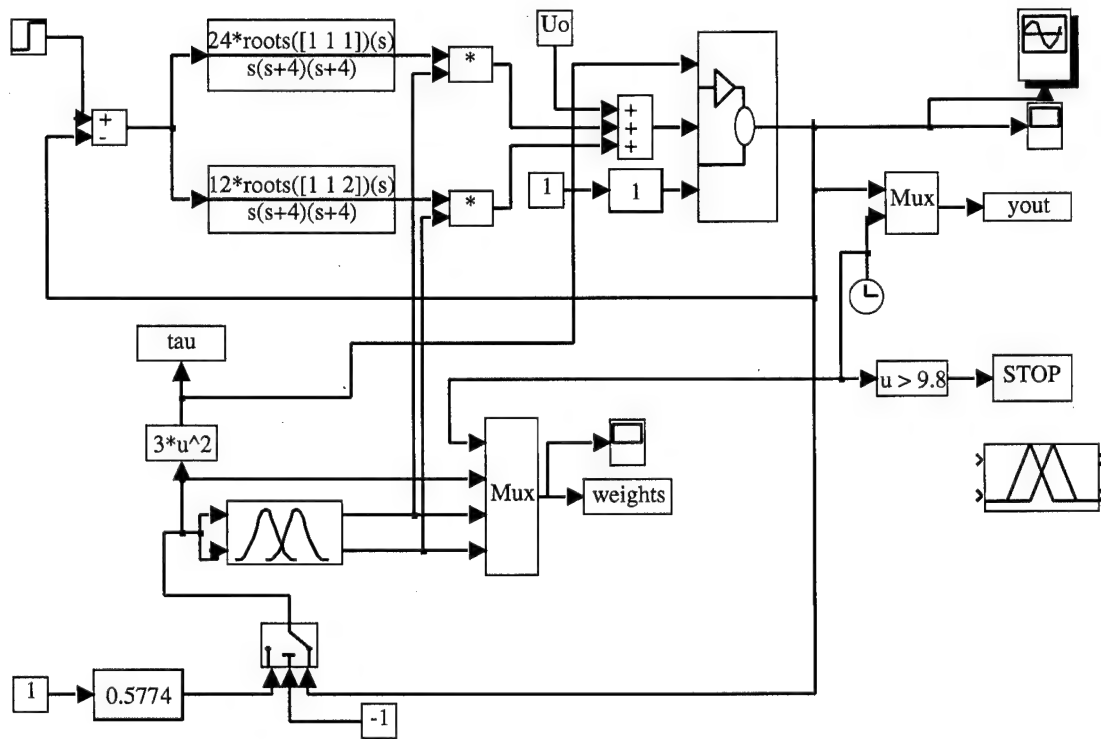 Uo
24*roots([1 1 1])(s)
s(s+4)(s+4)
*
+
-
+
+
+
12*roots([1 1 2])(s)
s(s+4)(s+4)
*
1
1
Mux
yout
tau
u > 9.8
STOP
3*u^2
Mux
weights
1
0.5774
-1